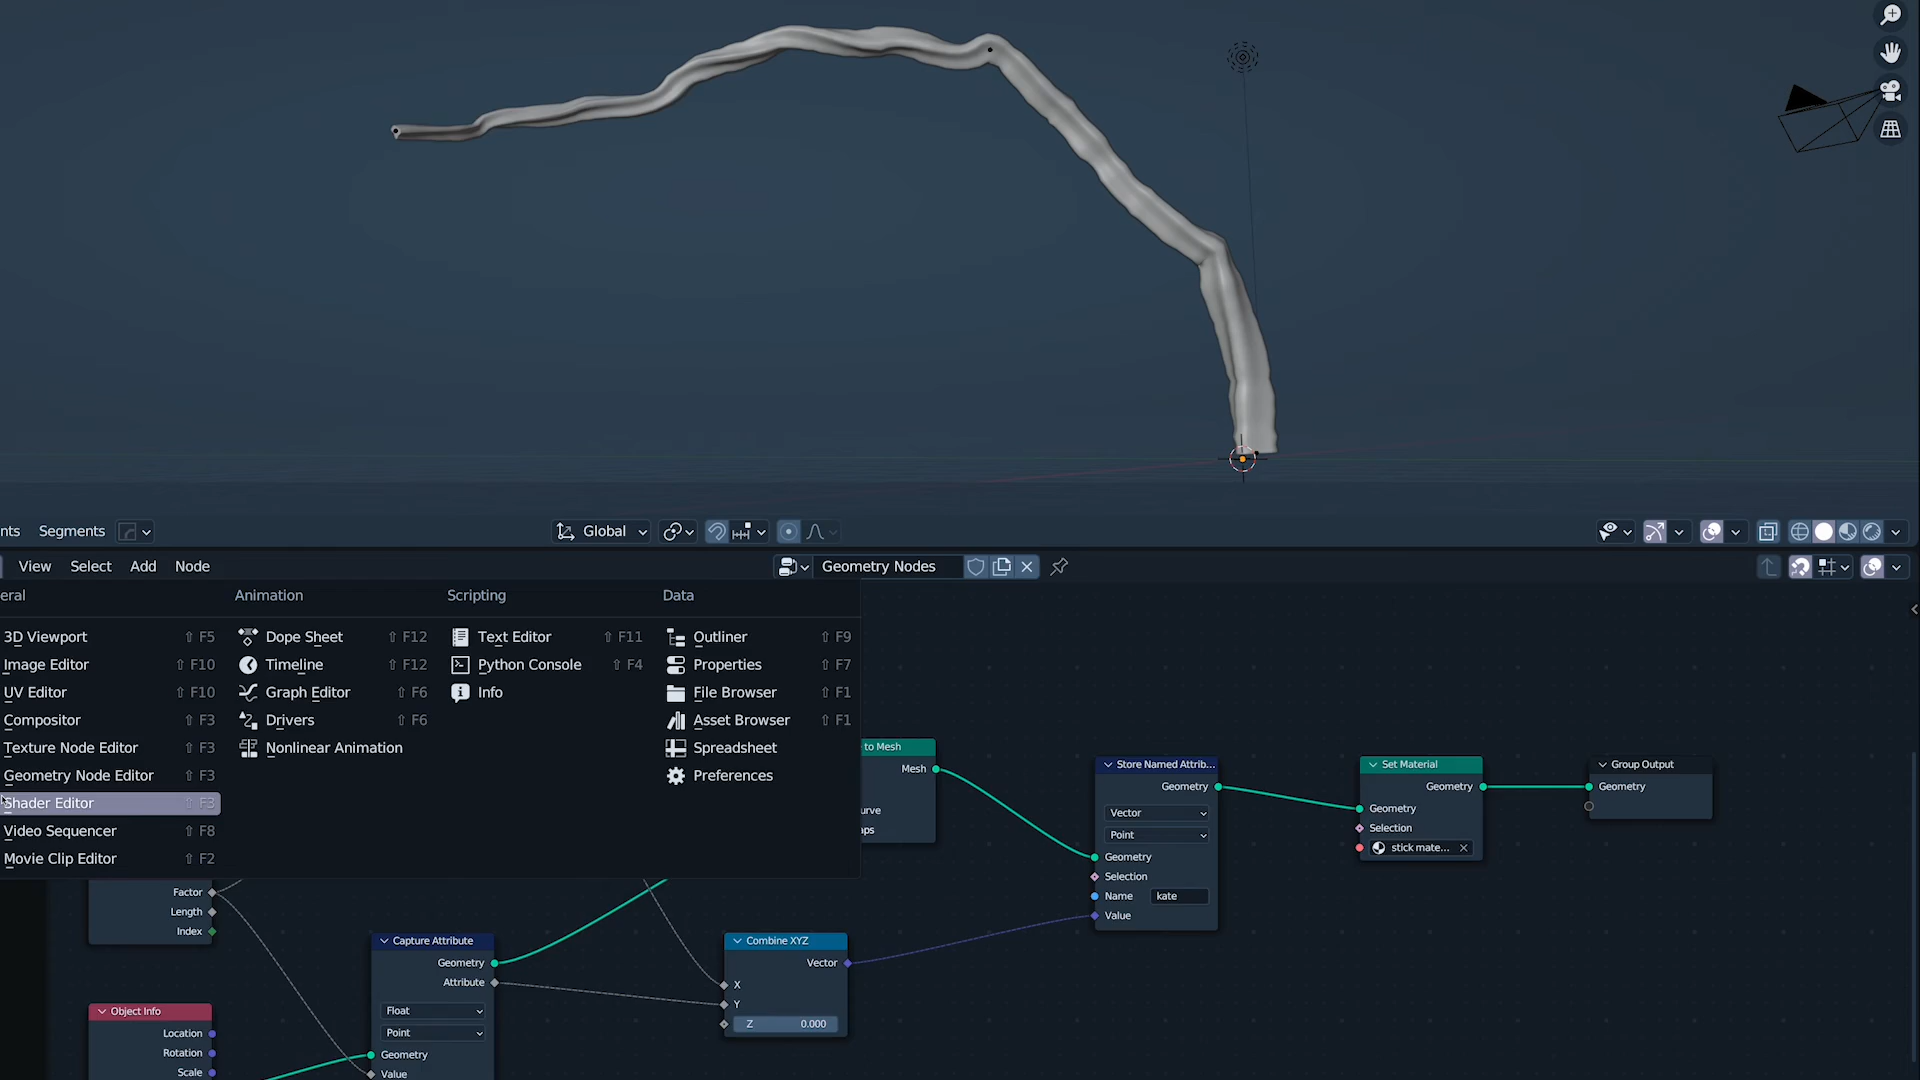 nts Segments Global
View Select Add Node Geometry Nodes
eral Animation Scripting Data
3D Viewport ⇧ F5 Dope Sheet ⇧ F12 Text Editor ⇧ F11 Outliner ⇧ F9
Image Editor ⇧ F10 Timeline ⇧ F12 Python Console ⇧ F4 Properties ⇧ F7
UV Editor ⇧ F10 Graph Editor ⇧ F6 Info File Browser ⇧ F1
Compositor ⇧ F3 Drivers ⇧ F6 Asset Browser ⇧ F1
Texture Node Editor ⇧ F3 Nonlinear Animation Spreadsheet
Geometry Node Editor ⇧ F3 Preferences
Shader Editor ⇧ F3
Video Sequencer ⇧ F8
Movie Clip Editor ⇧ F2
to Mesh
Mesh
urve
aps
Store Named Attrib...
Geometry
Vector
Point
Geometry
Selection
Name kate
Value
Set Material
Geometry
Geometry
Selection
stick mate...
Group Output
Geometry
Factor
Length
Index
Capture Attribute
Geometry
Attribute
Float
Point
Geometry
Value
Combine XYZ
Vector
X
Y
Z 0.000
Object Info
Location
Rotation
Scale